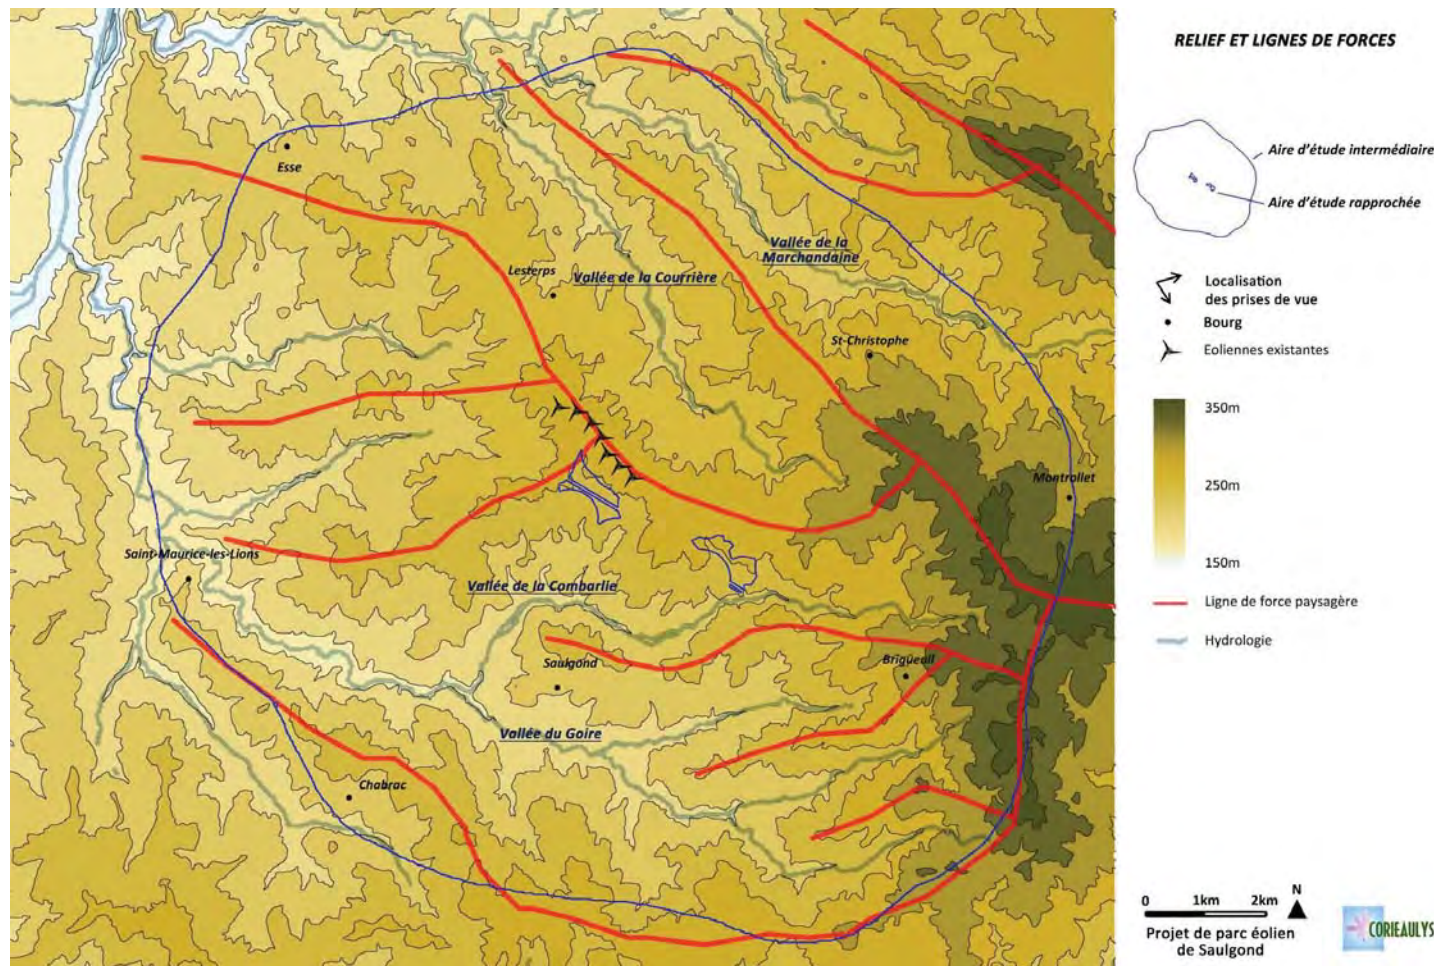 RELIEF ET LIGNES DE FORCES
Aire d'étude intermédiaire
Aire d'étude rapprochée
Localisation
des prises de vue
Bourg
Eoliennes existantes
350m
250m
150m
Ligne de force paysagère
Hydrologie
Esse
Lesterps
Vallée de la Courrière
Vallée de la
Marchandaine
St-Christophe
Montrollet
Saint-Maurice-les-Lions
Vallée de la Combarlie
Saulgond
Brigueuil
Vallée du Goire
Chabrac
0 1km 2km N
Projet de parc éolien
de Saulgond
CORIEAULYS